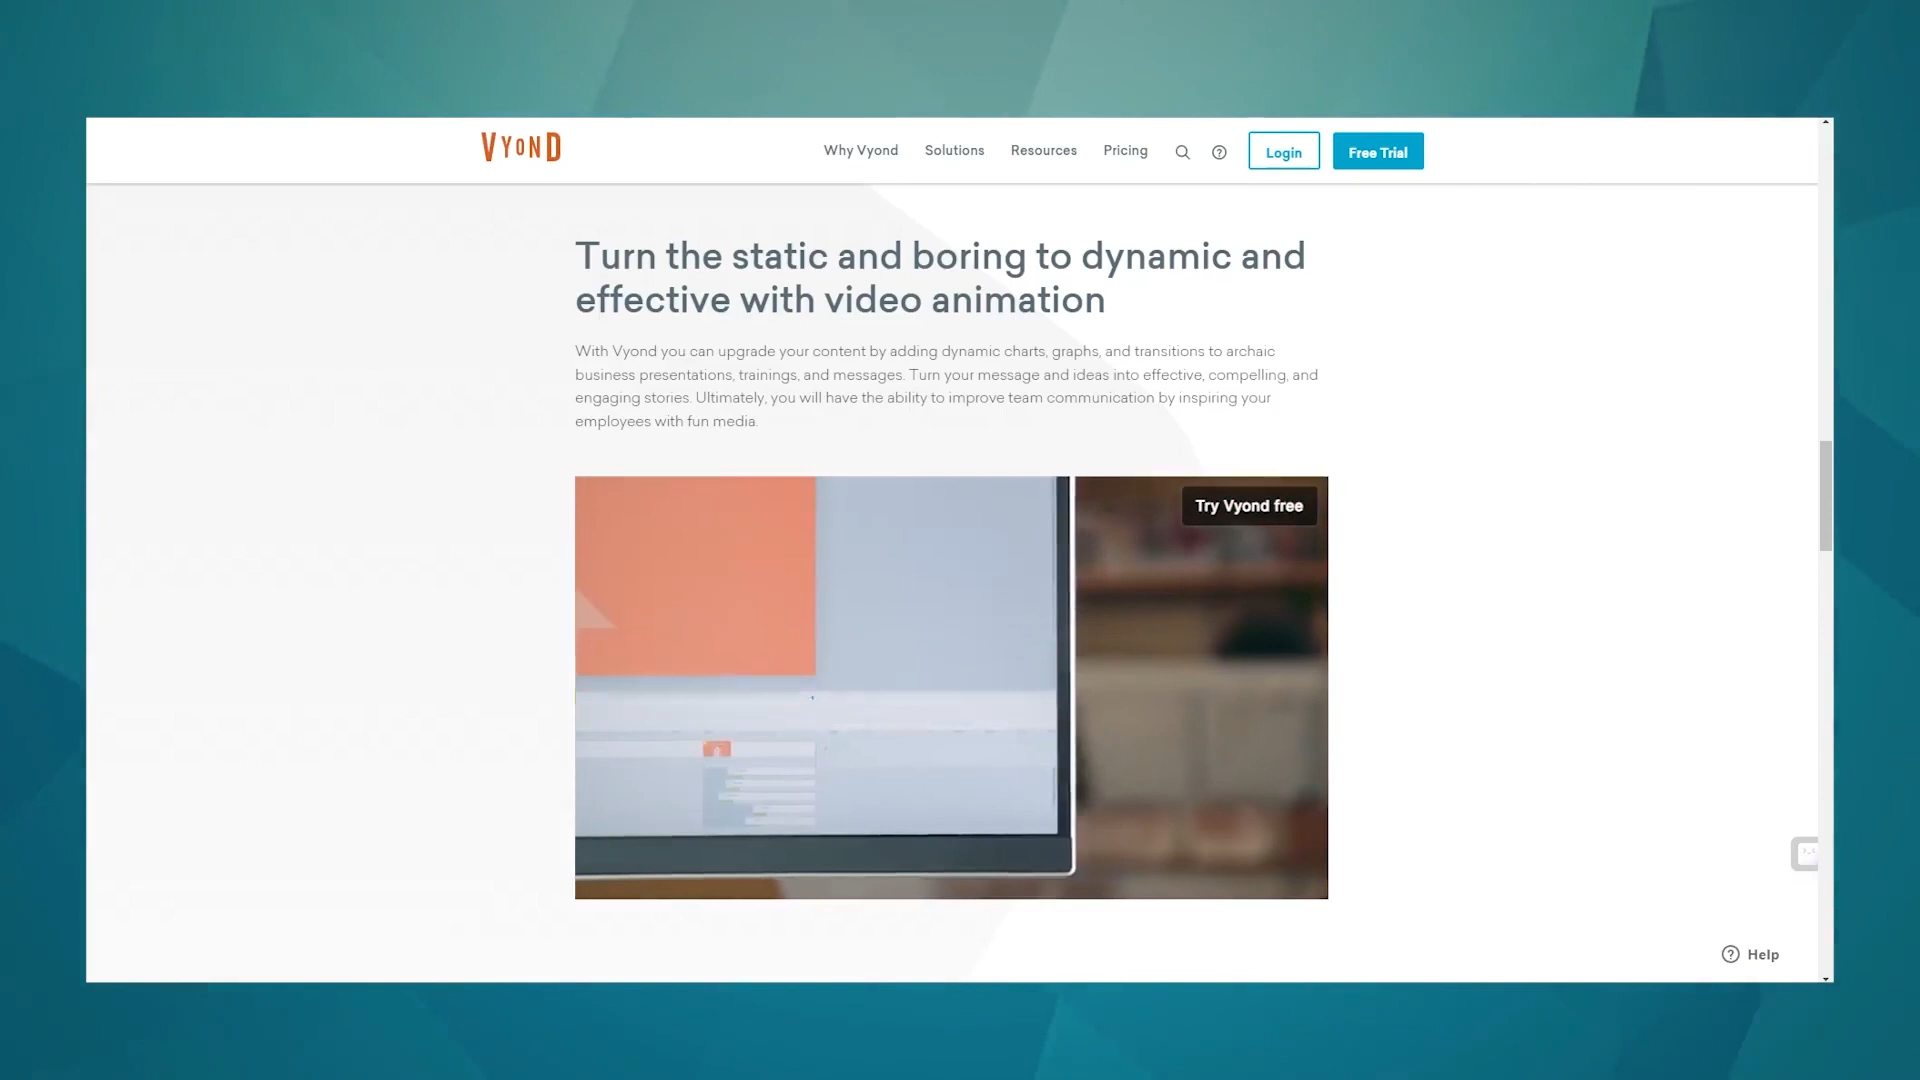 VYOND
Why Vyond
Solutions
Resources
Pricing
Login
Free Trial
Turn the static and boring to dynamic and
effective with video animation
With Vyond you can upgrade your content by adding dynamic charts, graphs, and transitions to archaic
business presentations, trainings, and messages. Turn your message and ideas into effective, compelling, and
engaging stories. Ultimately, you will have the ability to improve team communication by inspiring your
employees with fun media.
Try Vyond free
Help